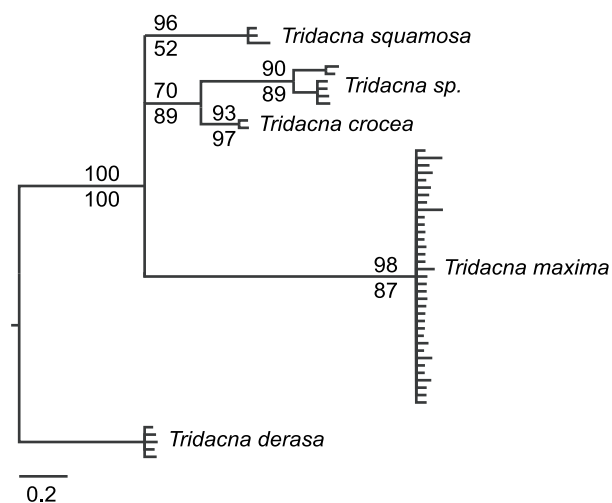 96
52
Tridacna squamosa
90
89
Tridacna sp.
70
89
93
97
Tridacna crocea
100
100
98
87
Tridacna maxima
Tridacna derasa
0.2